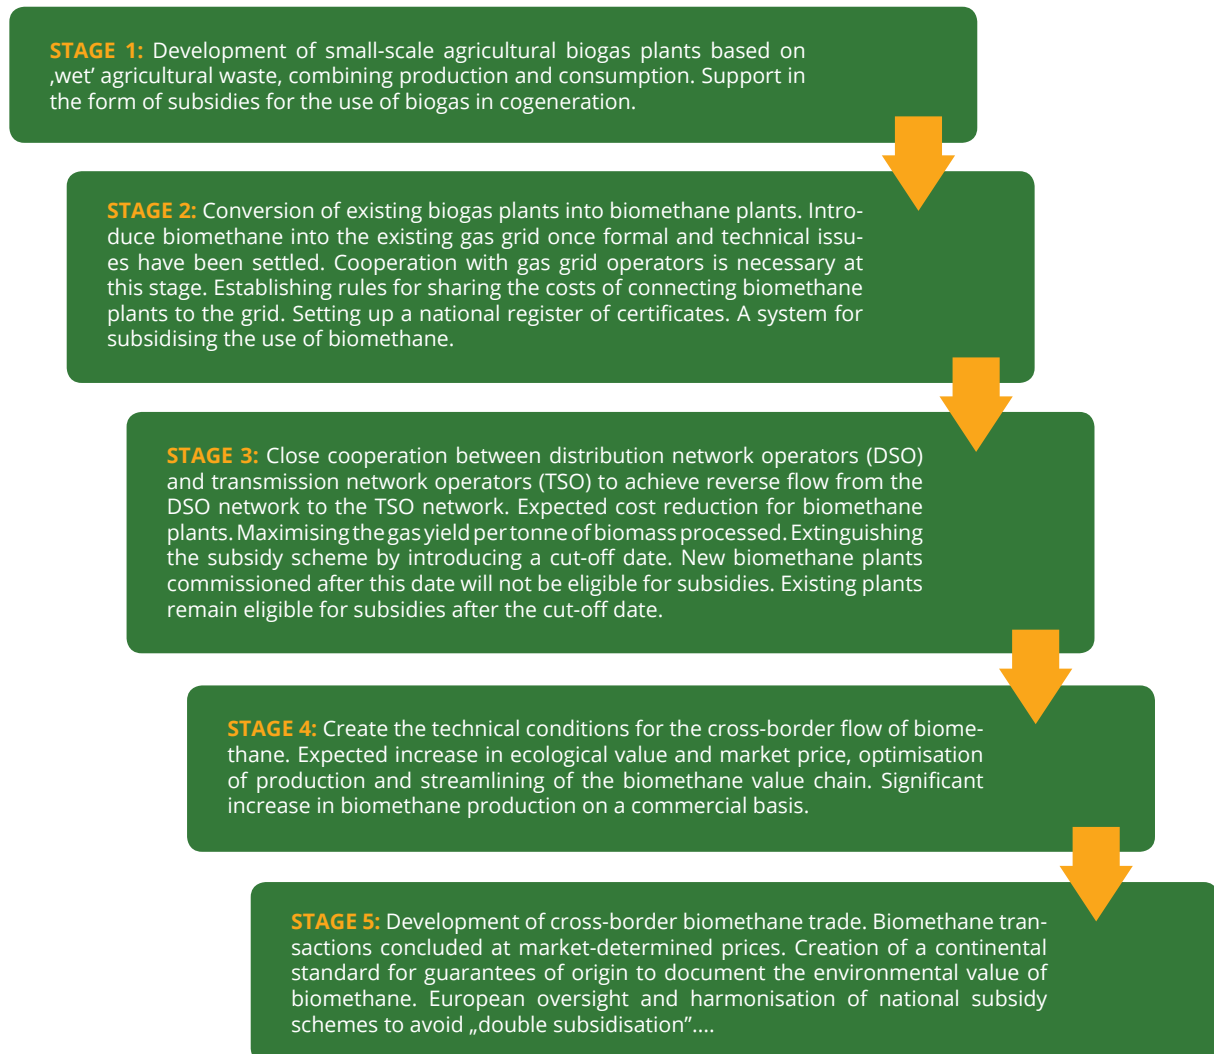 STAGE 1: Development of small-scale agricultural biogas plants based on
‚wet’ agricultural waste, combining production and consumption. Support in
the form of subsidies for the use of biogas in cogeneration.
STAGE 2: Conversion of existing biogas plants into biomethane plants. Intro-
duce biomethane into the existing gas grid once formal and technical issu-
es have been settled. Cooperation with gas grid operators is necessary at
this stage. Establishing rules for sharing the costs of connecting biomethane
plants to the grid. Setting up a national register of certificates. A system for
subsidising the use of biomethane.
STAGE 3: Close cooperation between distribution network operators (DSO)
and transmission network operators (TSO) to achieve reverse flow from the
DSO network to the TSO network. Expected cost reduction for biomethane
plants. Maximising the gas yield per tonne of biomass processed. Extinguishing
the subsidy scheme by introducing a cut-off date. New biomethane plants
commissioned after this date will not be eligible for subsidies. Existing plants
remain eligible for subsidies after the cut-off date.
STAGE 4: Create the technical conditions for the cross-border flow of biome-
thane. Expected increase in ecological value and market price, optimisation
of production and streamlining of the biomethane value chain. Significant
increase in biomethane production on a commercial basis.
STAGE 5: Development of cross-border biomethane trade. Biomethane tran-
sactions concluded at market-determined prices. Creation of a continental
standard for guarantees of origin to document the environmental value of
biomethane. European oversight and harmonisation of national subsidy
schemes to avoid „double subsidisation”....